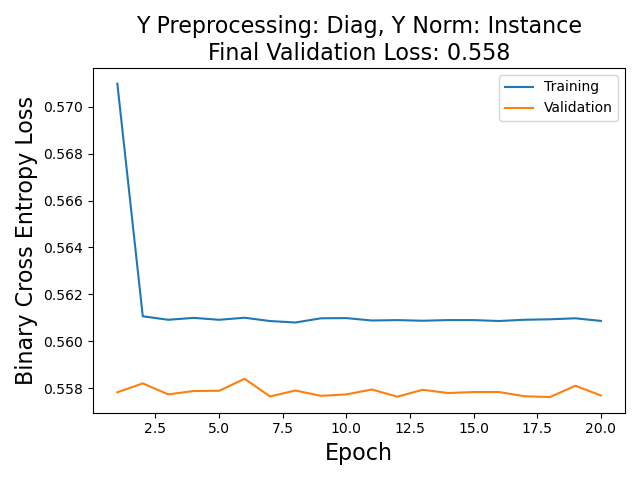 Y Preprocessing: Diag, Y Norm: Instance
Final Validation Loss: 0.558
Training
Validation
Binary Cross Entropy Loss
0.570
0.568
0.566
0.564
0.562
0.560
0.558
2.5
5.0
7.5
10.0
12.5
15.0
17.5
20.0
Epoch